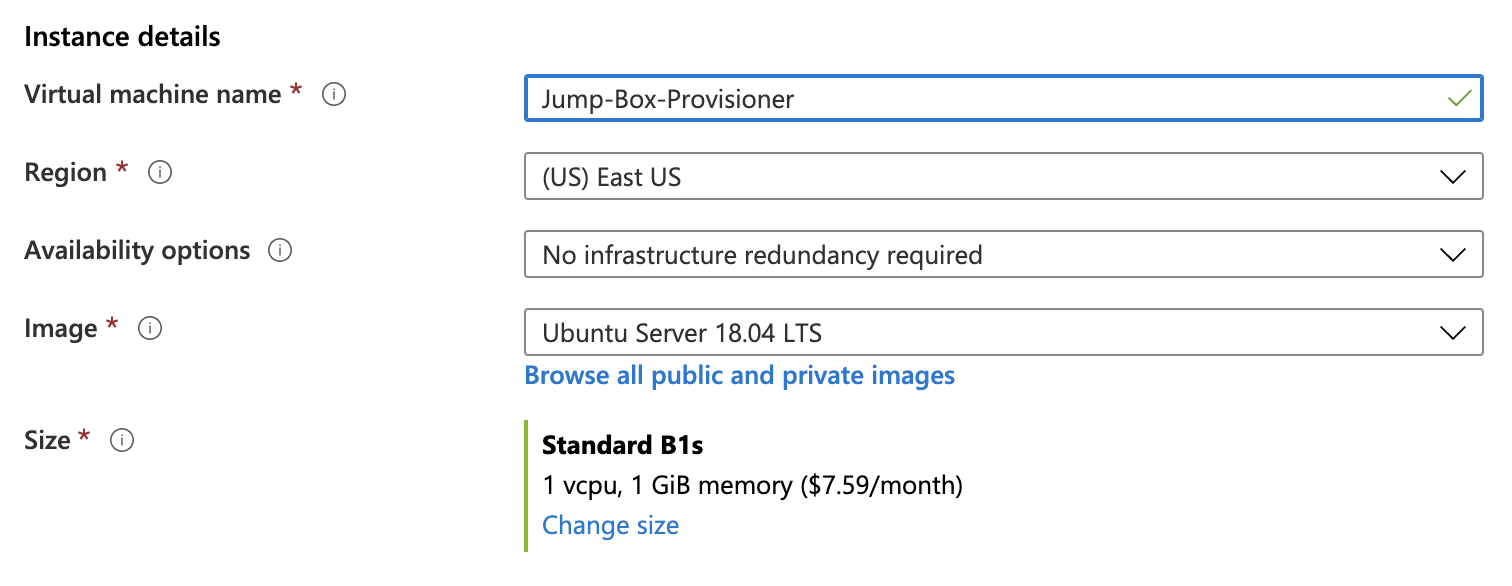 Instance details
Virtual machine name *
Jump-Box-Provisioner
Region *
(US) East US
Availability options
No infrastructure redundancy required
Image *
Ubuntu Server 18.04 LTS
Browse all public and private images
Size *
Standard B1s
1 vcpu, 1 GiB memory ($7.59/month)
Change size